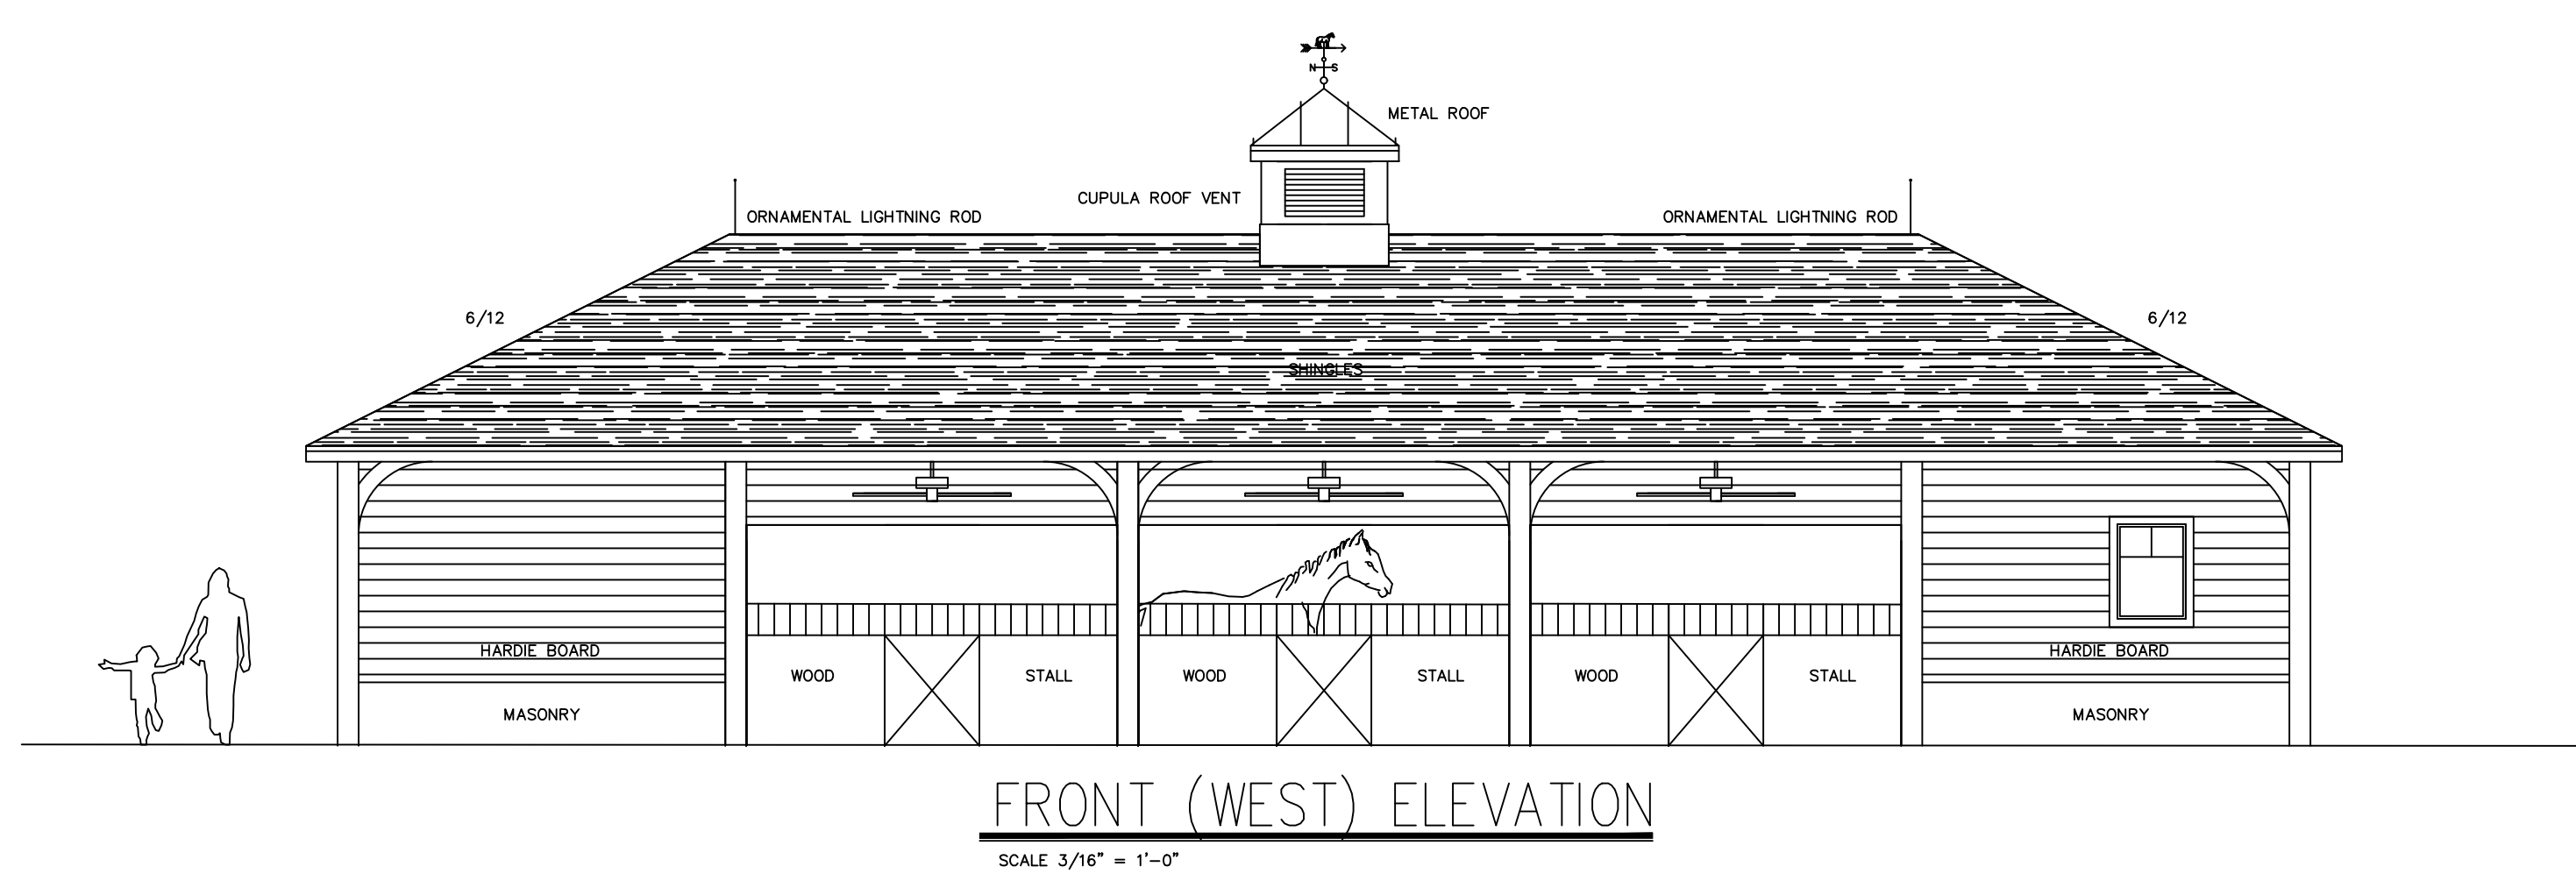 N S
METAL ROOF
CUPULA ROOF VENT
ORNAMENTAL LIGHTNING ROD
ORNAMENTAL LIGHTNING ROD
6/12
6/12
SHINGLES
HARDIE BOARD
HARDIE BOARD
WOOD
STALL
WOOD
STALL
WOOD
STALL
MASONRY
MASONRY
FRONT (WEST) ELEVATION
SCALE 3/16" = 1'-0"